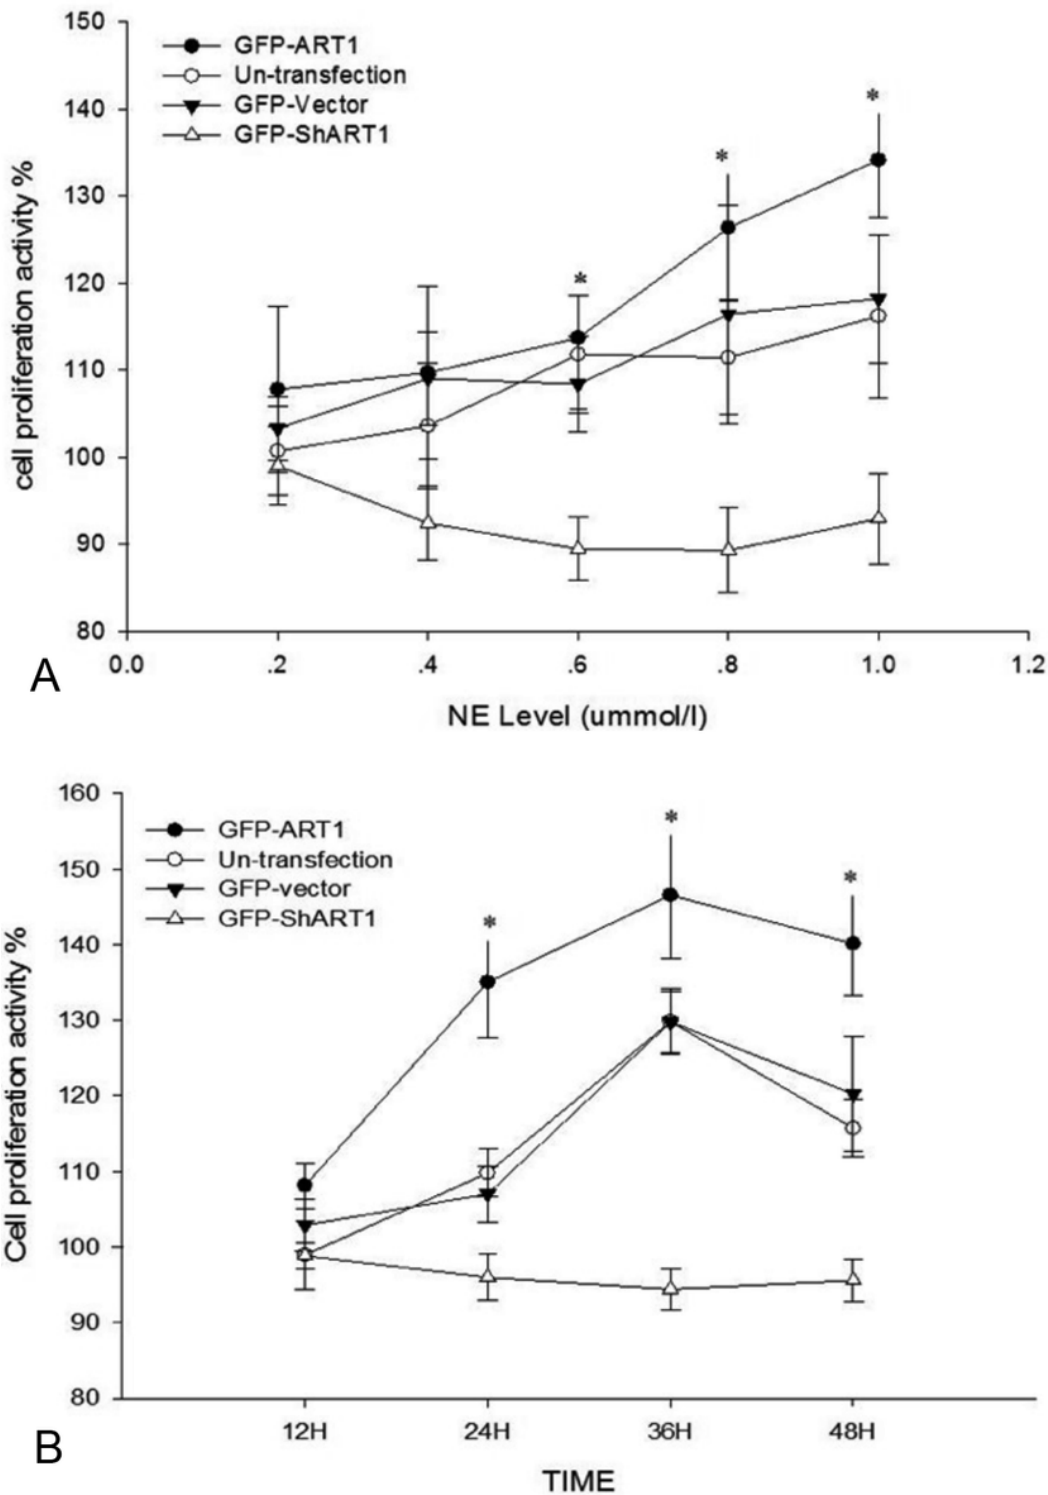 150
140
130
120
110
100
90
80
cell proliferation activity %
GFP-ART1
Un-transfection
GFP-Vector
GFP-ShART1
*
*
*
0.0 .2 .4 .6 .8 1.0 1.2
NE Level (ummol/l)
A
160
150
140
130
120
110
100
90
80
Cell proliferation activity %
GFP-ART1
Un-transfection
GFP-vector
GFP-ShART1
*
*
*
12H 24H 36H 48H
TIME
B